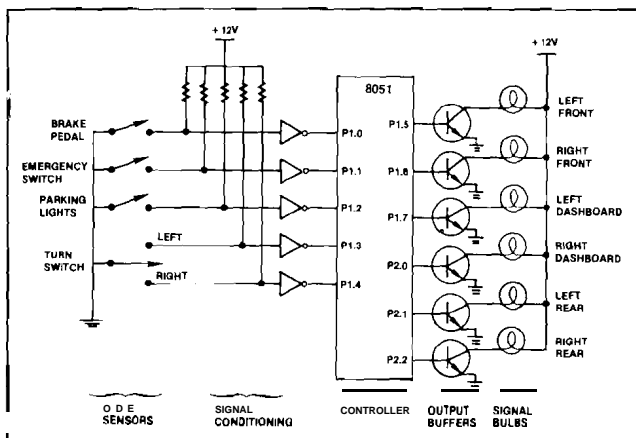 + 12V
+ 12V
8051
BRAKE
PEDAL
P1.0
P1.5
LEFT
FRONT
EMERGENCY
SWITCH
P1.1
P1.6
RIGHT
FRONT
PARKING
LIGHTS
P1.2
P1.7
LEFT
DASHBOARD
LEFT
P1.3
TURN
SWITCH
P2.0
RIGHT
DASHBOARD
RIGHT
P1.4
P2.1
LEFT
REAR
P2.2
RIGHT
REAR
O D E
SENSORS
SIGNAL
CONDITIONING
CONTROLLER
OUTPUT
BUFFERS
SIGNAL
BULBS